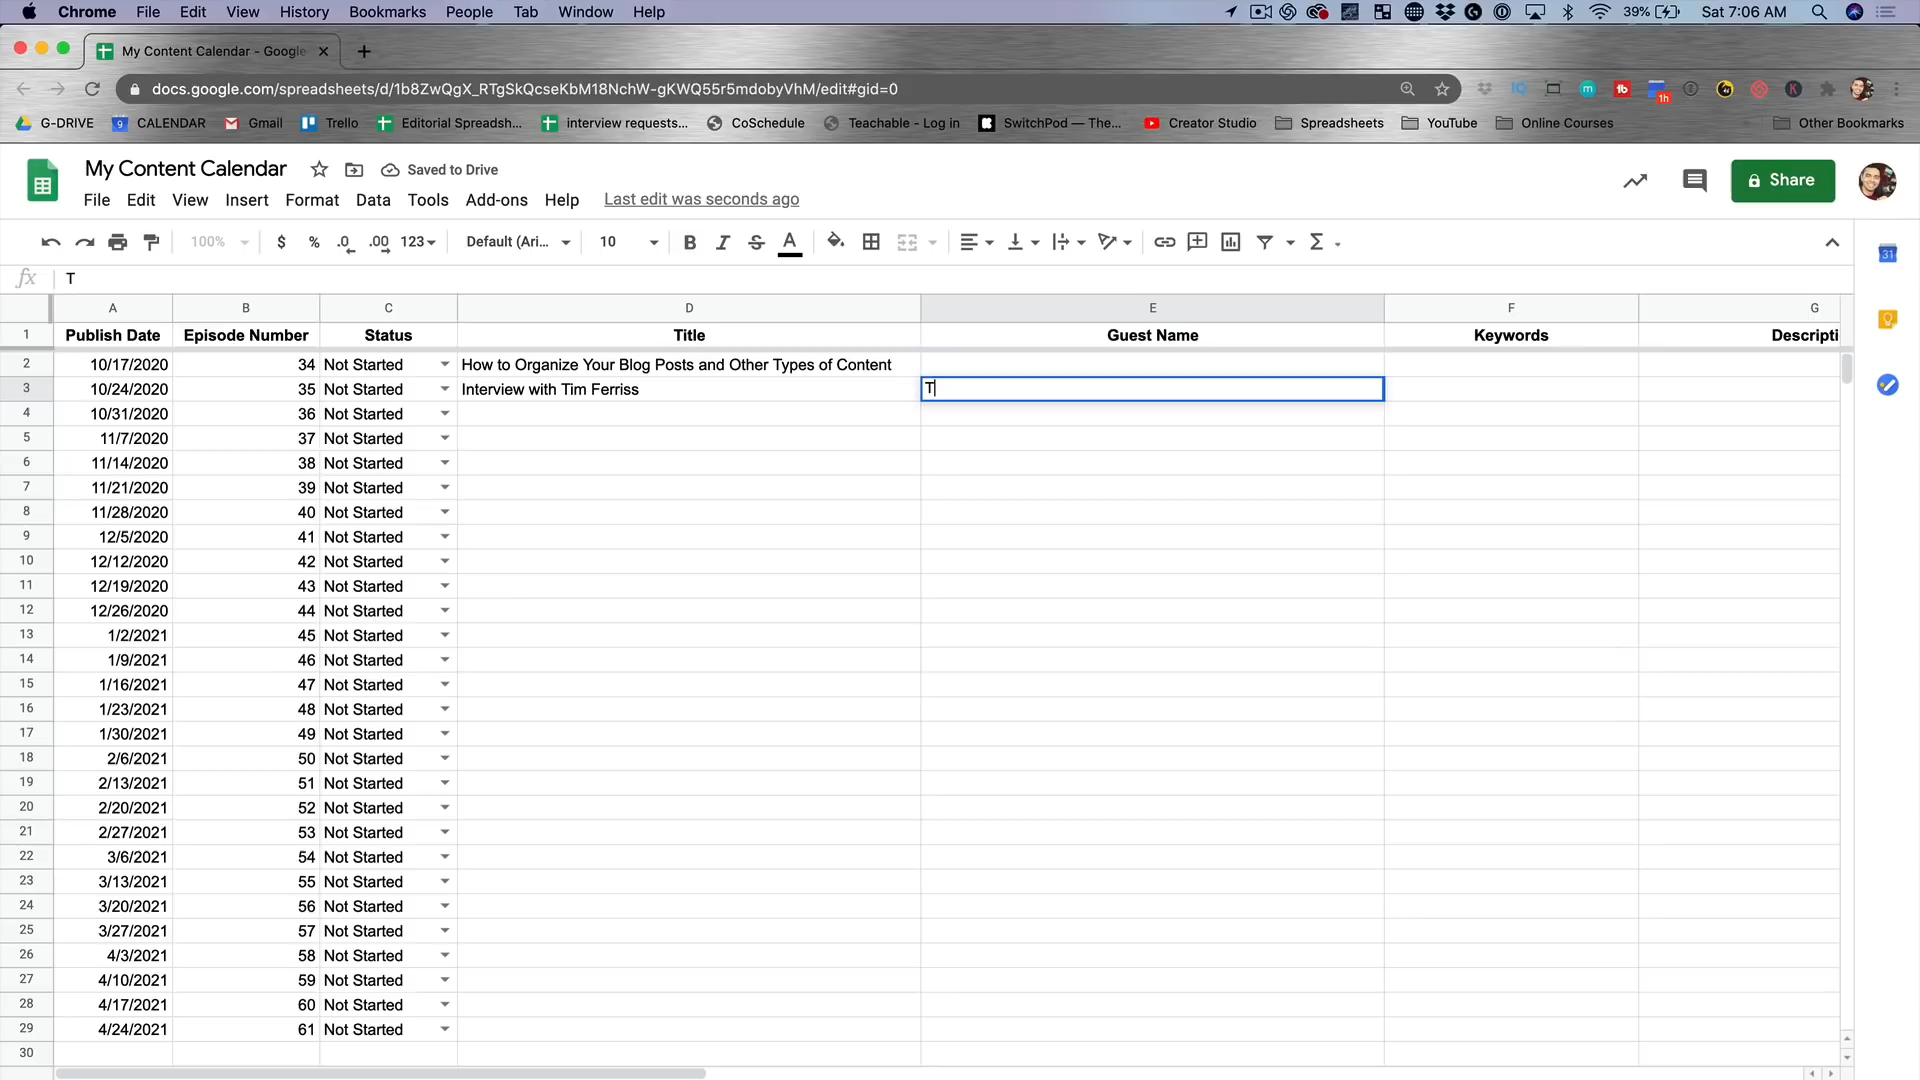 Chrome File Edit View History Bookmarks People Tab Window Help 39% Sat 7:06 AM
My Content Calendar - Google
docs.google.com/spreadsheets/d/1b8ZwQgX_RTgSkQcseKbM18NchW-gKWQ55r5mdobyVhM/edit#gid=0
G-DRIVE CALENDAR Gmail Trello Editorial Spreadsh... interview requests... CoSchedule Teachable - Log in SwitchPod — The... Creator Studio Spreadsheets YouTube Online Courses Other Bookmarks
My Content Calendar Saved to Drive
File Edit View Insert Format Data Tools Add-ons Help Last edit was seconds ago Share
100% $ % .0 .00 123 Default (Ari... 10 B I S A
fx T
A B C D E F G
1 Publish Date Episode Number Status Title Guest Name Keywords Descripti
2 10/17/2020 34 Not Started How to Organize Your Blog Posts and Other Types of Content
3 10/24/2020 35 Not Started Interview with Tim Ferriss T
4 10/31/2020 36 Not Started
5 11/7/2020 37 Not Started
6 11/14/2020 38 Not Started
7 11/21/2020 39 Not Started
8 11/28/2020 40 Not Started
9 12/5/2020 41 Not Started
10 12/12/2020 42 Not Started
11 12/19/2020 43 Not Started
12 12/26/2020 44 Not Started
13 1/2/2021 45 Not Started
14 1/9/2021 46 Not Started
15 1/16/2021 47 Not Started
16 1/23/2021 48 Not Started
17 1/30/2021 49 Not Started
18 2/6/2021 50 Not Started
19 2/13/2021 51 Not Started
20 2/20/2021 52 Not Started
21 2/27/2021 53 Not Started
22 3/6/2021 54 Not Started
23 3/13/2021 55 Not Started
24 3/20/2021 56 Not Started
25 3/27/2021 57 Not Started
26 4/3/2021 58 Not Started
27 4/10/2021 59 Not Started
28 4/17/2021 60 Not Started
29 4/24/2021 61 Not Started
30